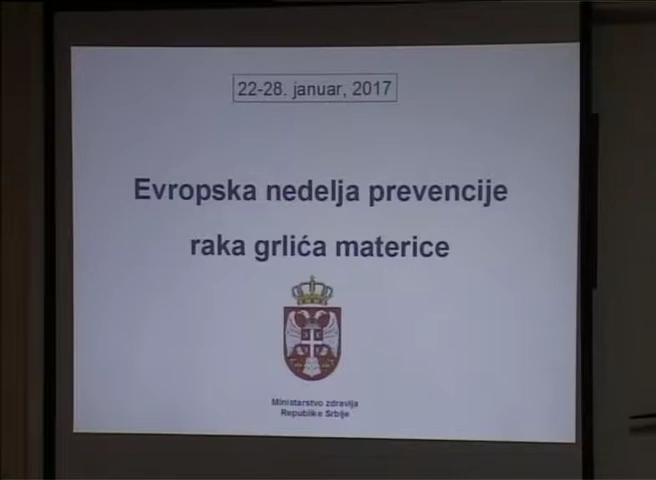 22-28. januar, 2017
Evropska nedelja prevencije
raka grlića materice
Ministarstvo zdravlja
Republike Srbije